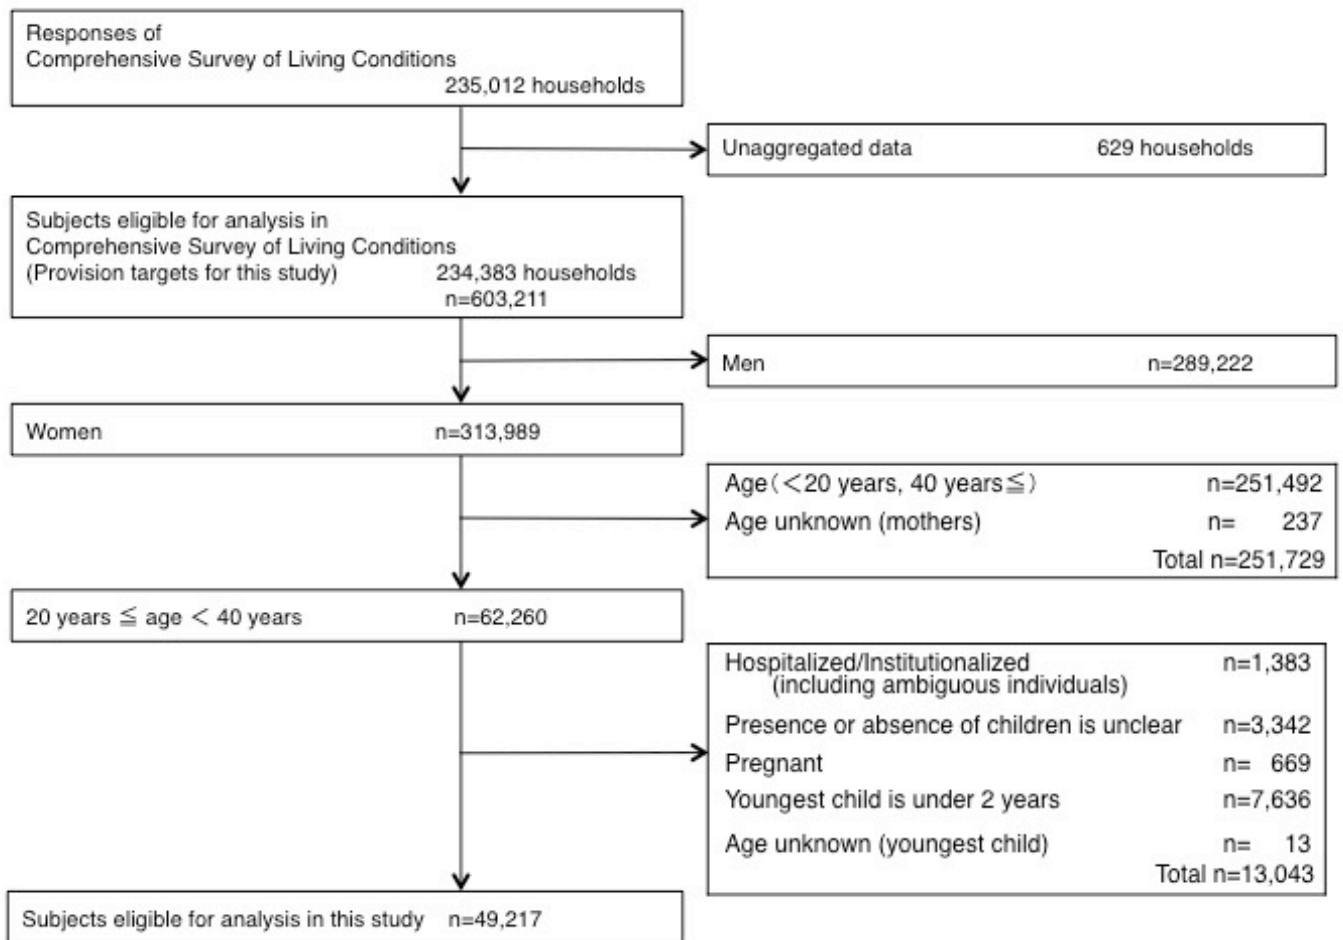 Responses of
Comprehensive Survey of Living Conditions
235,012 households
Unaggregated data 629 households
Subjects eligible for analysis in
Comprehensive Survey of Living Conditions
(Provision targets for this study) 234,383 households
n=603,211
Men n=289,222
Women n=313,989
Age(<20 years, 40 years≦) n=251,492
Age unknown (mothers) n= 237
Total n=251,729
20 years ≦ age < 40 years n=62,260
Hospitalized/Institutionalized n=1,383
(including ambiguous individuals)
Presence or absence of children is unclear n=3,342
Pregnant n= 669
Youngest child is under 2 years n=7,636
Age unknown (youngest child) n= 13
Total n=13,043
Subjects eligible for analysis in this study n=49,217